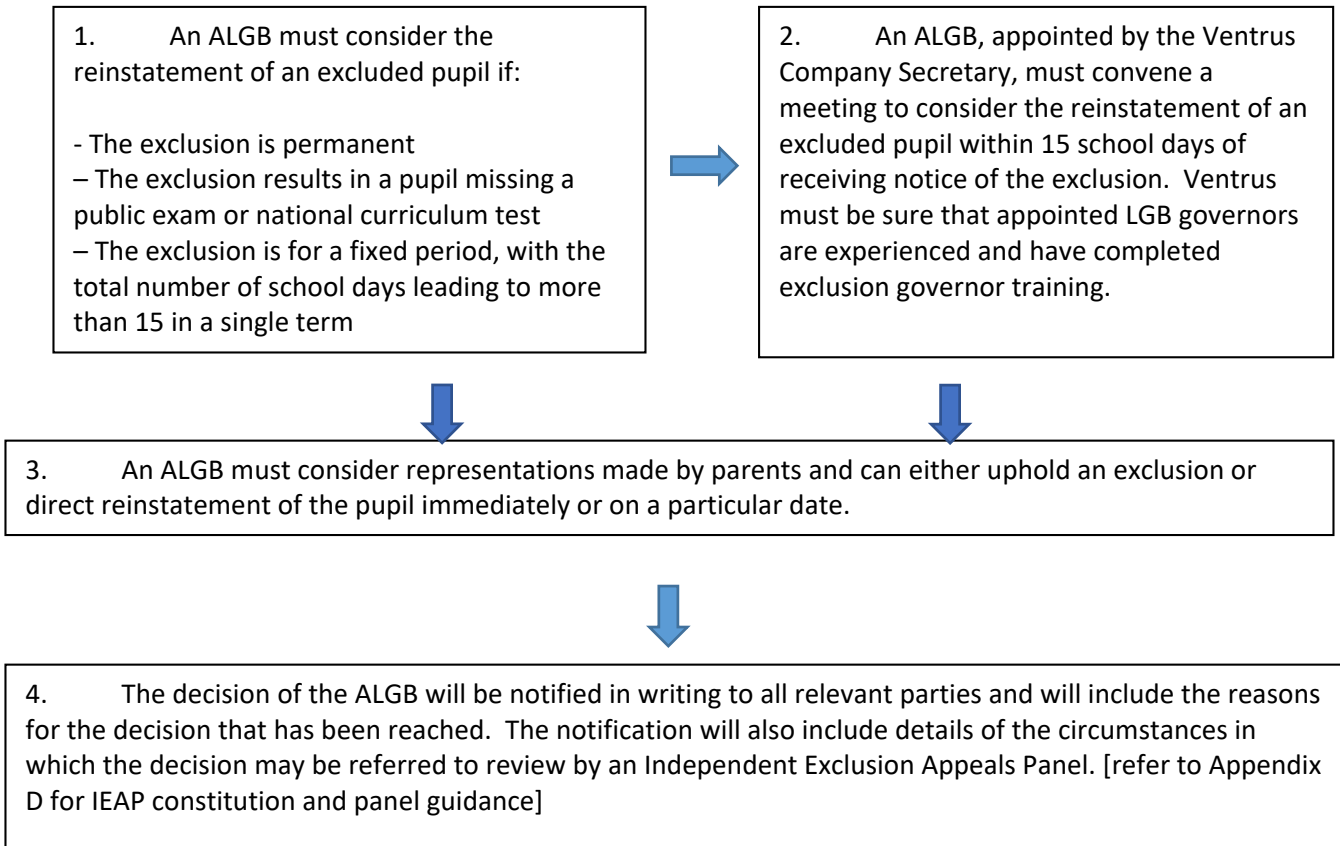 1. An ALGB must consider the
reinstatement of an excluded pupil if:
- The exclusion is permanent
– The exclusion results in a pupil missing a
public exam or national curriculum test
– The exclusion is for a fixed period, with the
total number of school days leading to more
than 15 in a single term
2. An ALGB, appointed by the Ventrus
Company Secretary, must convene a
meeting to consider the reinstatement of an
excluded pupil within 15 school days of
receiving notice of the exclusion. Ventrus
must be sure that appointed LGB governors
are experienced and have completed
exclusion governor training.
3. An ALGB must consider representations made by parents and can either uphold an exclusion or
direct reinstatement of the pupil immediately or on a particular date.
4. The decision of the ALGB will be notified in writing to all relevant parties and will include the reasons
for the decision that has been reached. The notification will also include details of the circumstances in
which the decision may be referred to review by an Independent Exclusion Appeals Panel. [refer to Appendix
D for IEAP constitution and panel guidance]